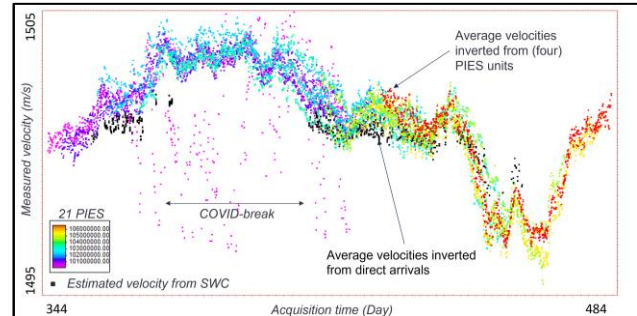 1505
Measured velocity (m/s)
1495
Average velocities
inverted from (four)
PIES units
COVID-break
21 PIES
106000000.00
105000000.00
104000000.00
103000000.00
102000000.00
101000000.00
Average velocities inverted
from direct arrivals
Estimated velocity from SWC
344
Acquisition time (Day)
484